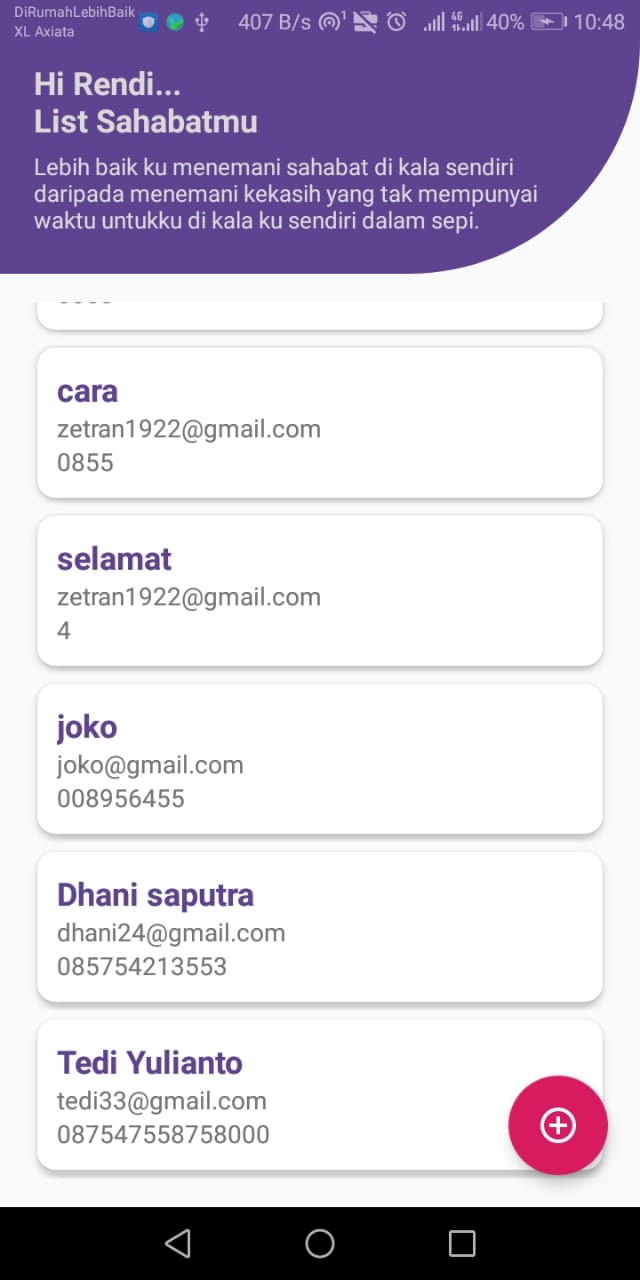 DiRumahLebihBaik 407 B/s 1 4G 40% 10:48
XL Axiata
Hi Rendi...
List Sahabatmu
Lebih baik ku menemani sahabat di kala sendiri
daripada menemani kekasih yang tak mempunyai
waktu untukku di kala ku sendiri dalam sepi.
cara
zetran1922@gmail.com
0855
selamat
zetran1922@gmail.com
4
joko
joko@gmail.com
008956455
Dhani saputra
dhani24@gmail.com
085754213553
Tedi Yulianto
tedi33@gmail.com
087547558758000